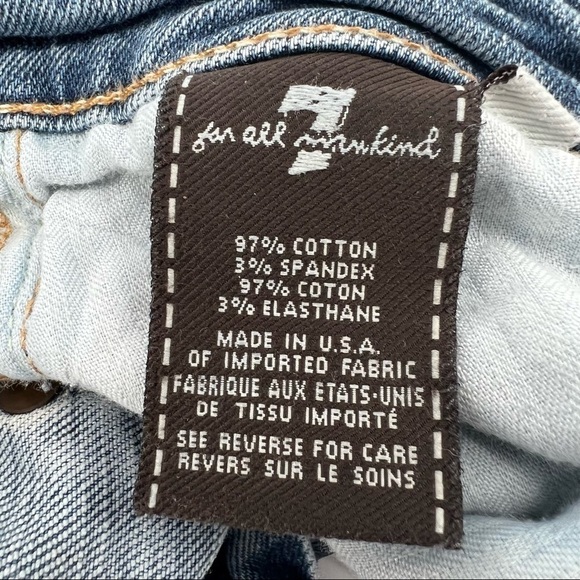 7
for all mankind
97% COTTON
3% SPANDEX
97% COTON
3% ELASTHANE
MADE IN U.S.A.
OF IMPORTED FABRIC
FABRIQUE AUX ETATS-UNIS
DE TISSU IMPORTÉ
SEE REVERSE FOR CARE
REVERS SUR LE SOINS